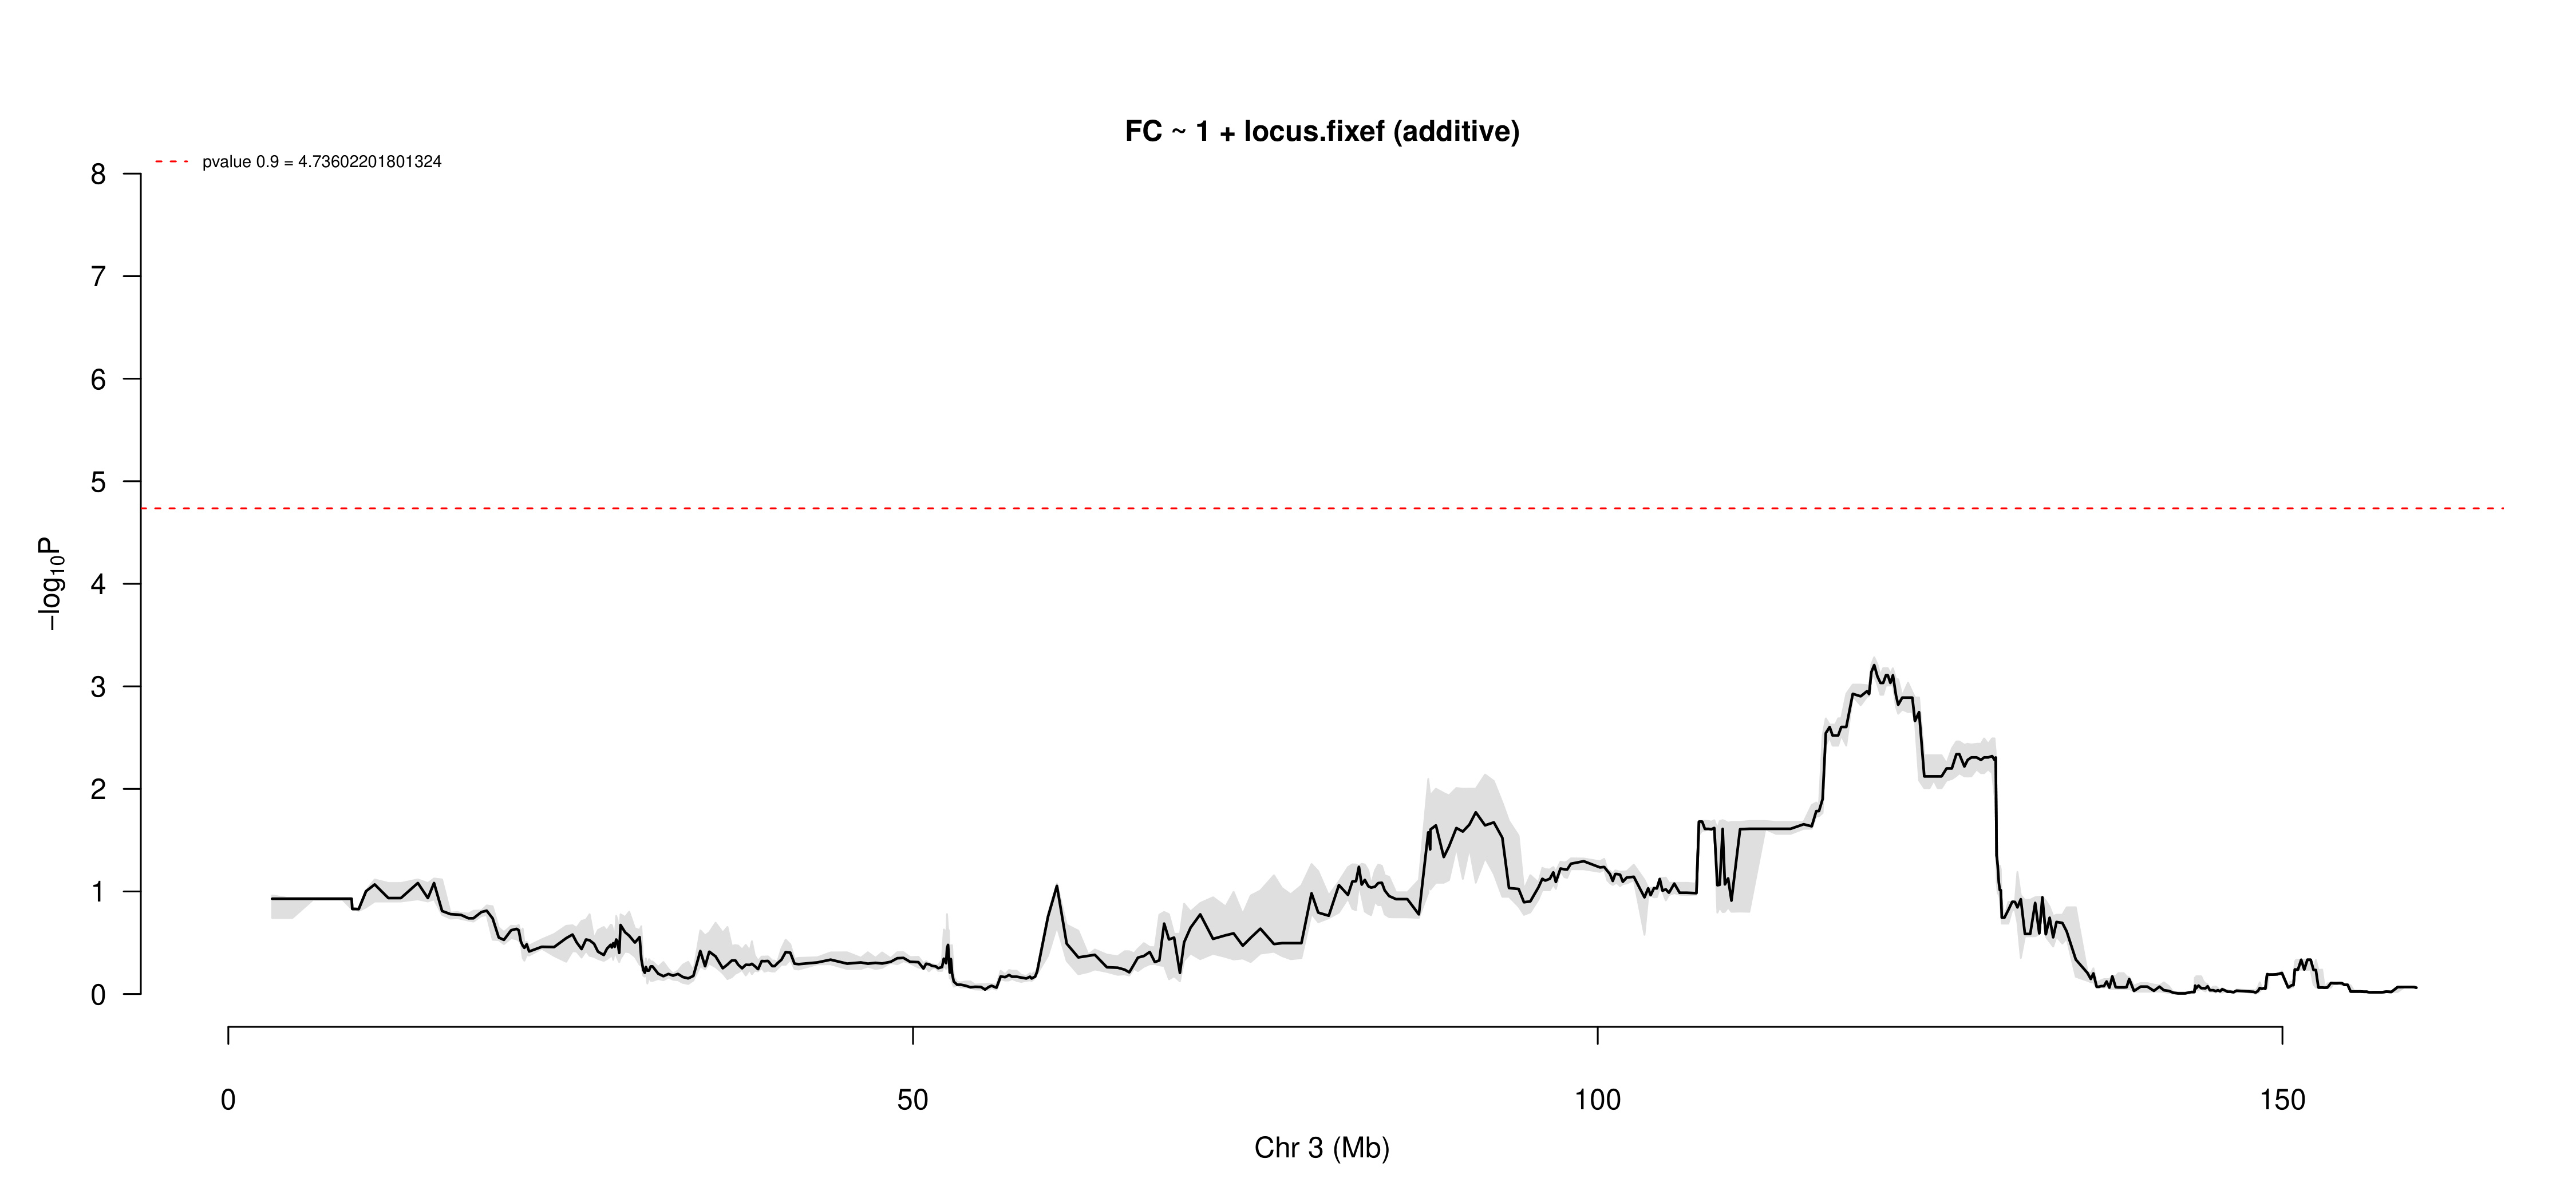 FC ~ 1 + locus.fixef (additive)
pvalue 0.9 = 4.73602201801324
8
7
6
5
4
3
2
1
0
−log10P
0 50 100 150
Chr 3 (Mb)